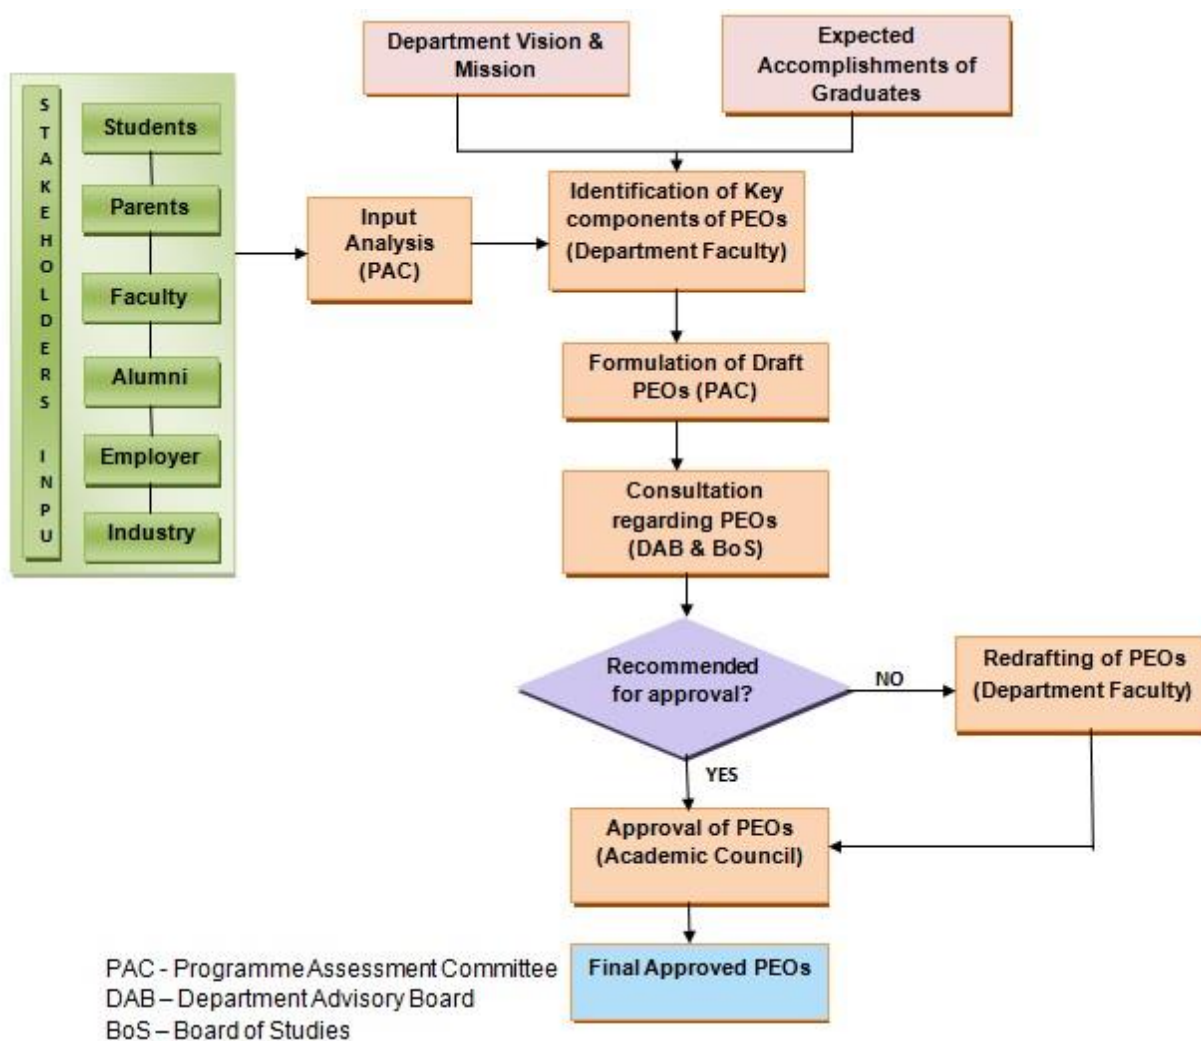 Department Vision &
Mission
Expected
Accomplishments of
Graduates
STAKEHOLDERS INPU
Students
Parents
Faculty
Alumni
Employer
Industry
Input
Analysis
(PAC)
Identification of Key
components of PEOs
(Department Faculty)
Formulation of Draft
PEOs (PAC)
Consultation
regarding PEOs
(DAB & BoS)
Recommended
for approval?
NO
Redrafting of PEOs
(Department Faculty)
YES
Approval of PEOs
(Academic Council)
Final Approved PEOs
PAC - Programme Assessment Committee
DAB – Department Advisory Board
BoS – Board of Studies